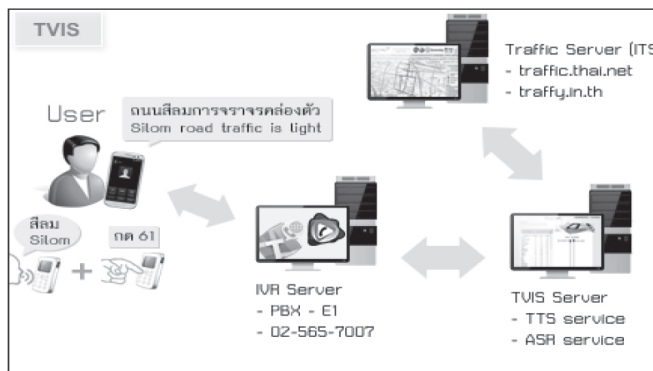 TVIS
Traffic Server (ITS
- traffic.thai.net
- traffy.in.th
User
ถนนสีลมการจราจรคล่องตัว
Silom road traffic is light
สีลม
Silom
กด 61
IVR Server
- PBX - E1
- 02-565-7007
TVIS Server
- TTS service
- ASR service